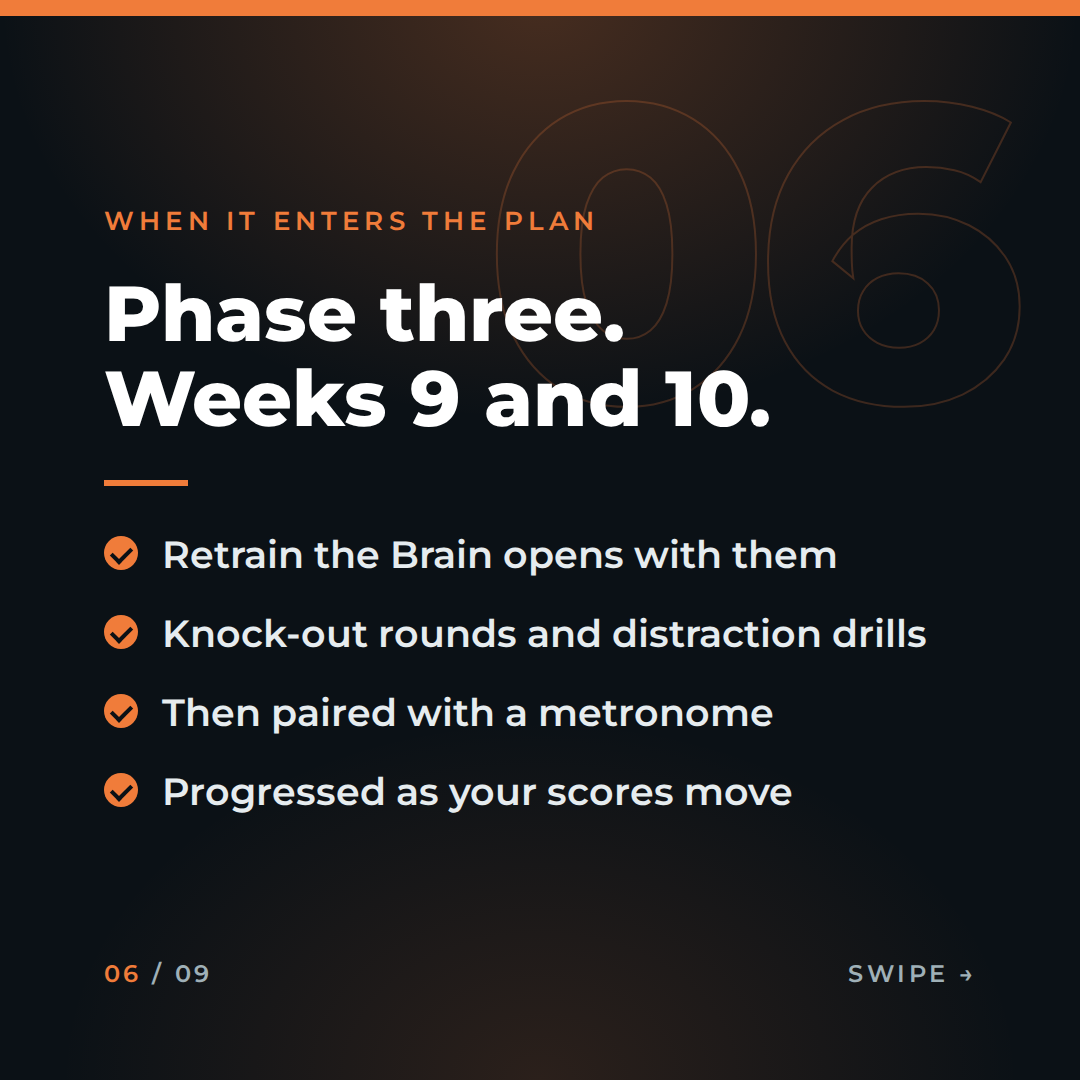 06
WHEN IT ENTERS THE PLAN
Phase three.
Weeks 9 and 10.
Retrain the Brain opens with them
Knock-out rounds and distraction drills
Then paired with a metronome
Progressed as your scores move
06 / 09
SWIPE →